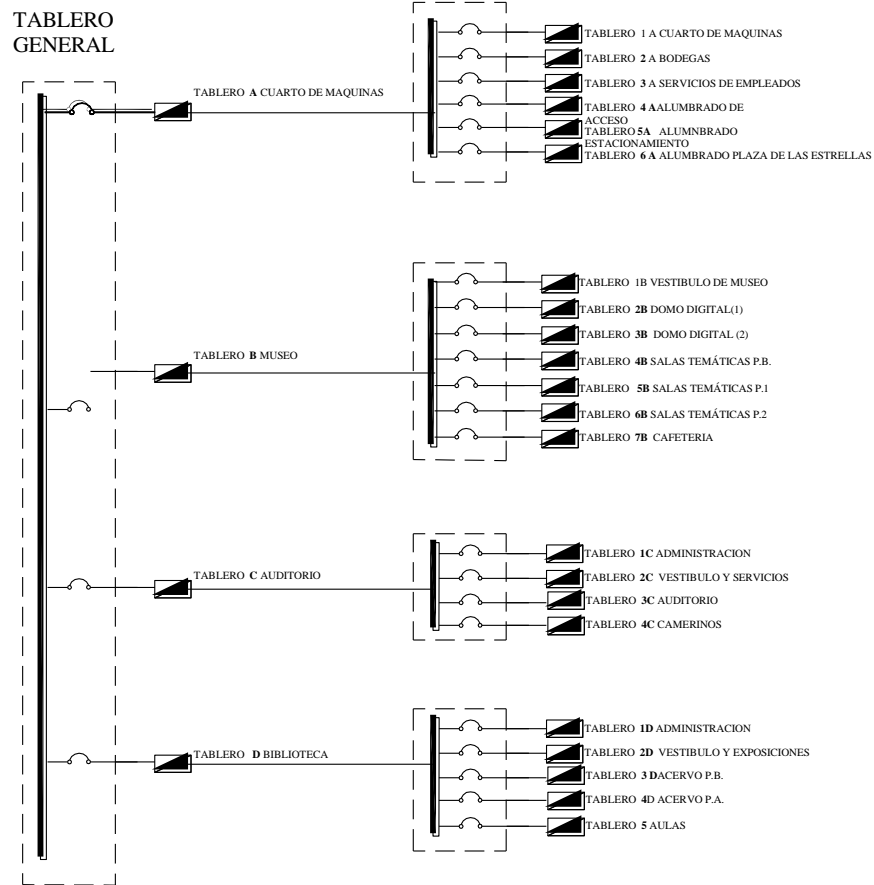 TABLERO
GENERAL
TABLERO A CUARTO DE MAQUINAS
TABLERO 1 A CUARTO DE MAQUINAS
TABLERO 2 A BODEGAS
TABLERO 3 A SERVICIOS DE EMPLEADOS
TABLERO 4 AALUMBRADO DE
ACCESO
TABLERO 5A ALUMNBRADO
ESTACIONAMIENTO
TABLERO 6 A ALUMBRADO PLAZA DE LAS ESTRELLAS
TABLERO B MUSEO
TABLERO 1B VESTIBULO DE MUSEO
TABLERO 2B DOMO DIGITAL(1)
TABLERO 3B DOMO DIGITAL (2)
TABLERO 4B SALAS TEMÁTICAS P.B.
TABLERO 5B SALAS TEMÁTICAS P.1
TABLERO 6B SALAS TEMÁTICAS P.2
TABLERO 7B CAFETERIA
TABLERO C AUDITORIO
TABLERO 1C ADMINISTRACION
TABLERO 2C VESTIBULO Y SERVICIOS
TABLERO 3C AUDITORIO
TABLERO 4C CAMERINOS
TABLERO D BIBLIOTECA
TABLERO 1D ADMINISTRACION
TABLERO 2D VESTIBULO Y EXPOSICIONES
TABLERO 3 DACERVO P.B.
TABLERO 4D ACERVO P.A.
TABLERO 5 AULAS